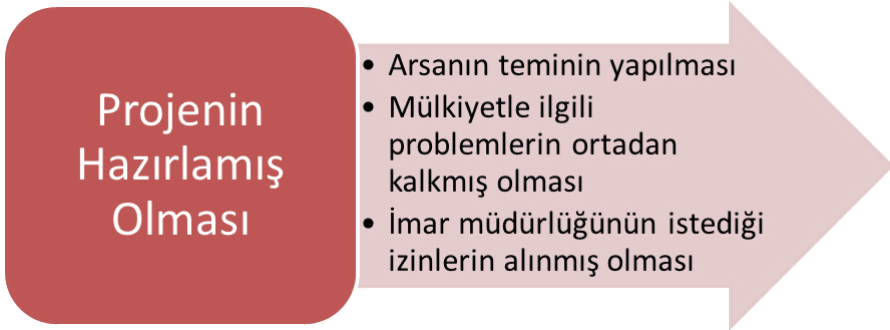 Projenin
Hazırlamış
Olması
• Arsanın teminin yapılması
• Mülkiyetle ilgili
problemlerin ortadan
kalkmış olması
• İmar müdürlüğünün istediği
izinlerin alınmış olması